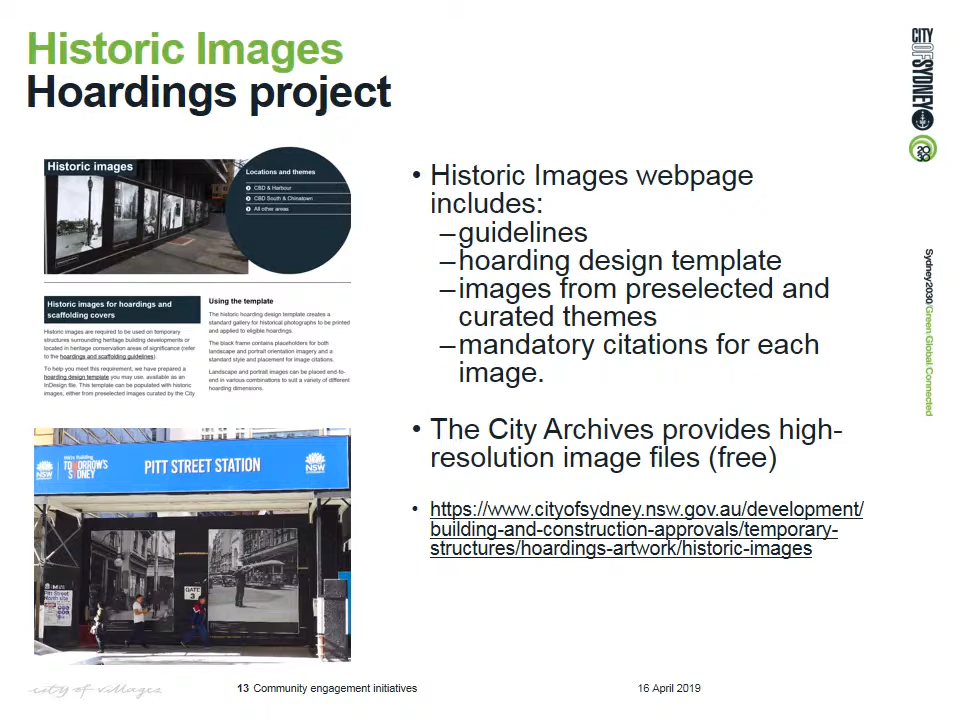 Historic Images
Hoardings project
CITY OF SYDNEY
2030
Historic images
Locations and themes
CBD & Harbour
CBD South & Chinatown
All other areas
Historic images for hoardings and
scaffolding covers
Historic images are required to be used on temporary
structures surrounding heritage building developments or
located in heritage conservation areas of significance (refer
to the hoardings and scaffolding guidelines).
To help you meet this requirement, we have prepared a
hoarding design template you may use, available as an
InDesign file. This template can be populated with historic
images, either from preselected images curated by the City
Using the template
The historic hoarding design template creates a
standard gallery for historical photographs to be printed
and applied to eligible hoardings.
The black frame contains placeholders for both
landscape and portrait orientation imagery and a
standard style and placement for image citations.
Landscape and portrait images can be placed end-to-
end in various combinations to suit a variety of different
hoarding dimensions.
• Historic Images webpage
includes:
–guidelines
–hoarding design template
–images from preselected and
curated themes
–mandatory citations for each
image.
• The City Archives provides high-
resolution image files (free)
• https://www.cityofsydney.nsw.gov.au/development/
building-and-construction-approvals/temporary-
structures/hoardings-artwork/historic-images
Sydney2030/Green/Global/Connected
NSW
TOMORROW'S
SYDNEY
PITT STREET STATION
NSW
Pitt Street
North site
GATE
3
city of villages
13 Community engagement initiatives
16 April 2019